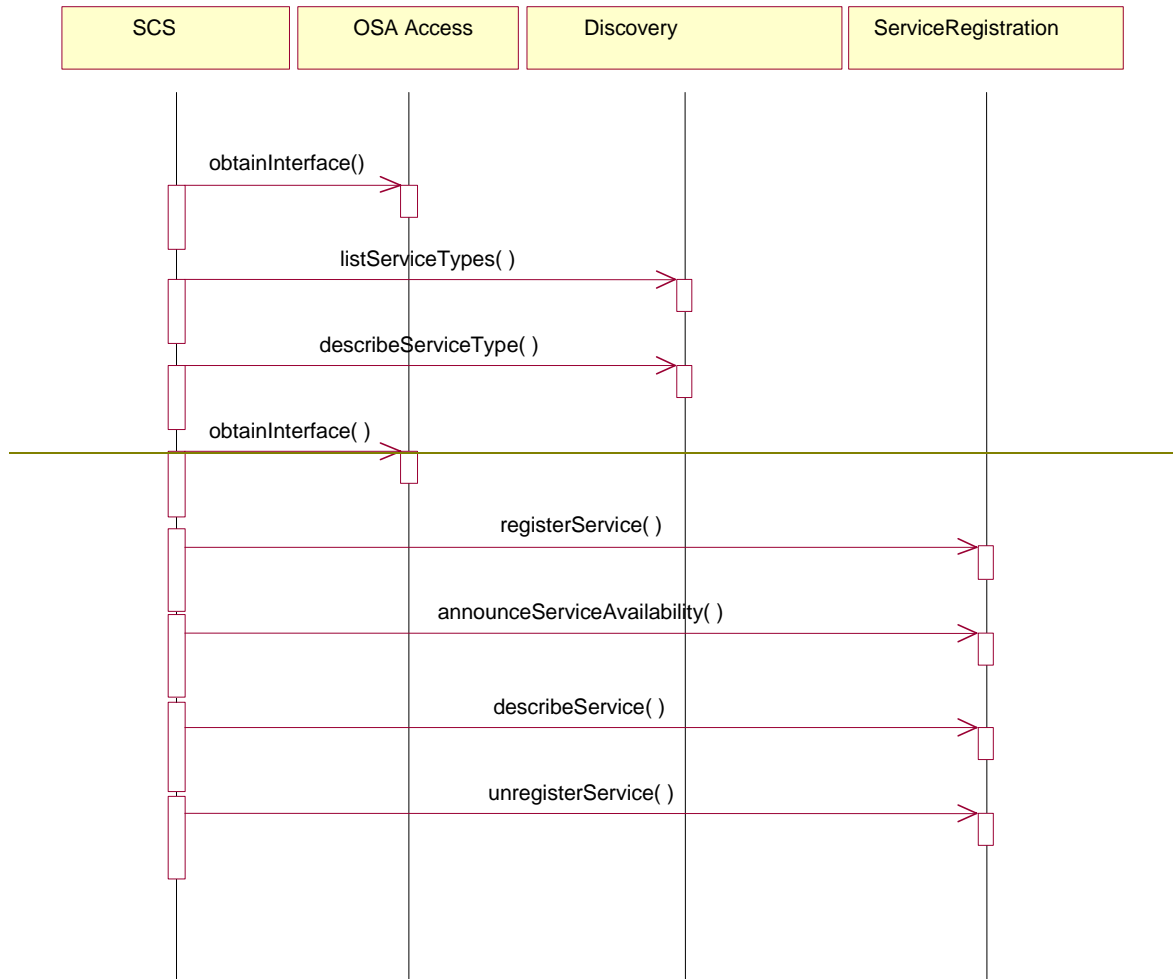 SCS
OSA Access
Discovery
ServiceRegistration
obtainInterface()
listServiceTypes( )
describeServiceType( )
obtainInterface( )
registerService( )
announceServiceAvailability( )
describeService( )
unregisterService( )